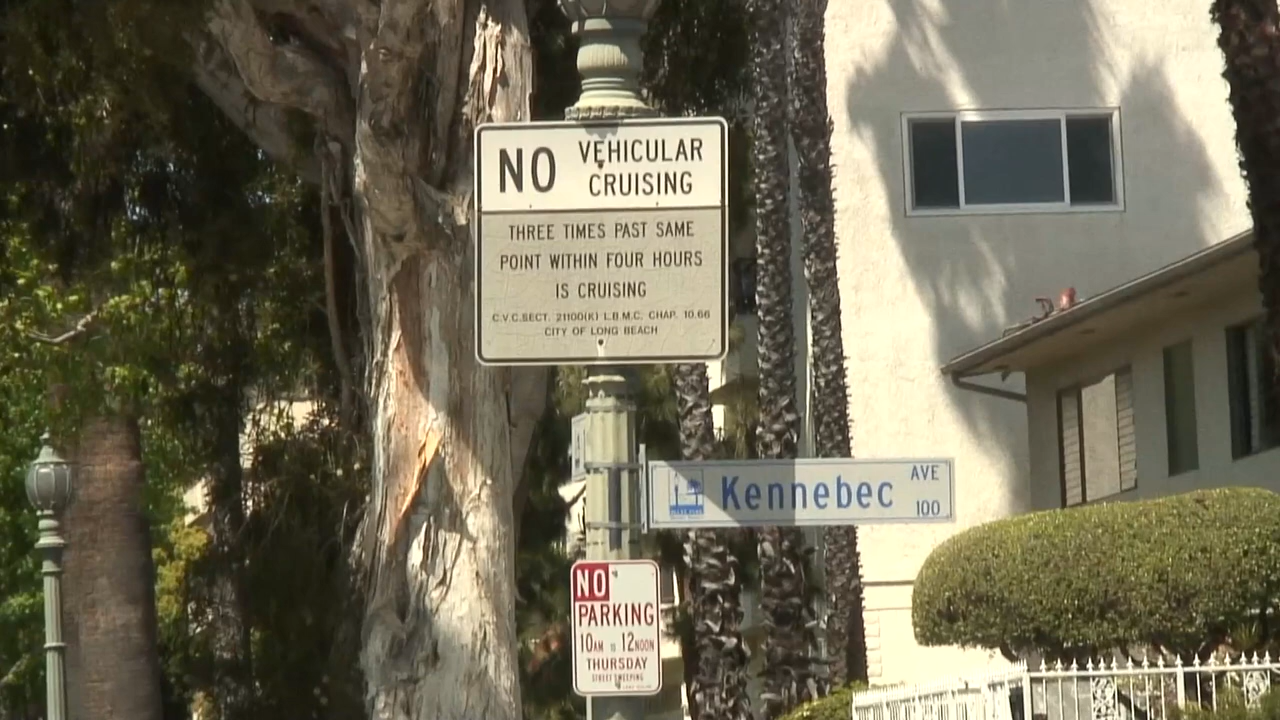 NO VEHICULAR
CRUISING
THREE TIMES PAST SAME
POINT WITHIN FOUR HOURS
IS CRUISING
C.V.C.SECT. 21100(K) L.B.M.C. CHAP. 10.66
CITY OF LONG BEACH
Kennebec AVE
100
NO
PARKING
10AM TO 12NOON
THURSDAY
STREET SWEEPING